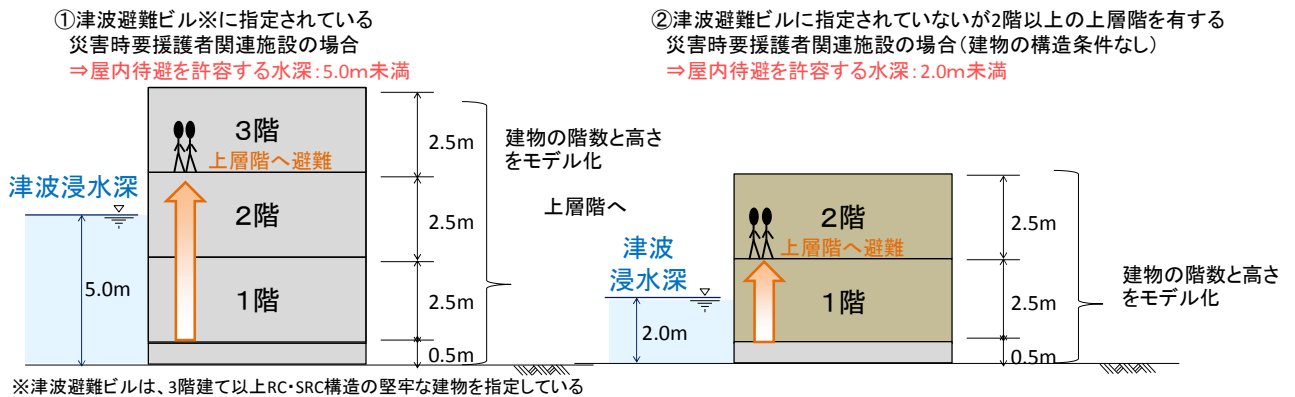 ①津波避難ビル※に指定されている
災害時要援護者関連施設の場合
⇒屋内待避を許容する水深：5.0m未満
3階
上層階へ避難
2.5m
建物の階数と高さ
をモデル化
津波浸水深
2階
2.5m
上層階へ
5.0m
1階
2.5m
0.5m
※津波避難ビルは、3階建て以上RC・SRC構造の堅牢な建物を指定している
②津波避難ビルに指定されていないが2階以上の上層階を有する
災害時要援護者関連施設の場合（建物の構造条件なし）
⇒屋内待避を許容する水深：2.0m未満
2階
上層階へ避難
2.5m
津波
浸水深
建物の階数と高さ
をモデル化
1階
2.5m
2.0m
0.5m